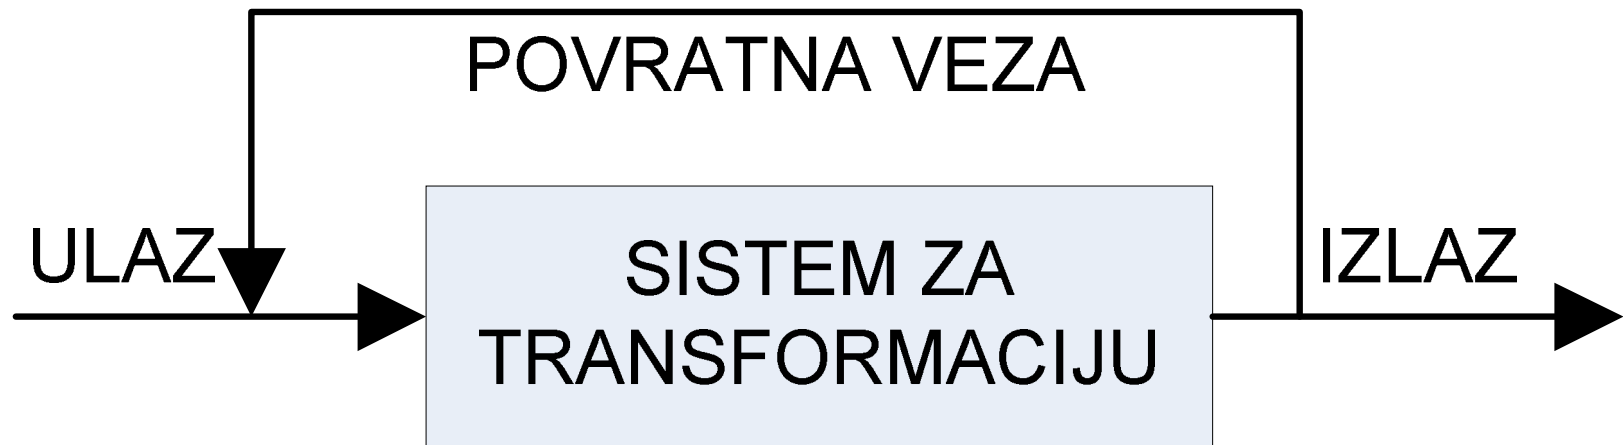 POVRATNA VEZA
ULAZ
SISTEM ZA
TRANSFORMACIJU
IZLAZ